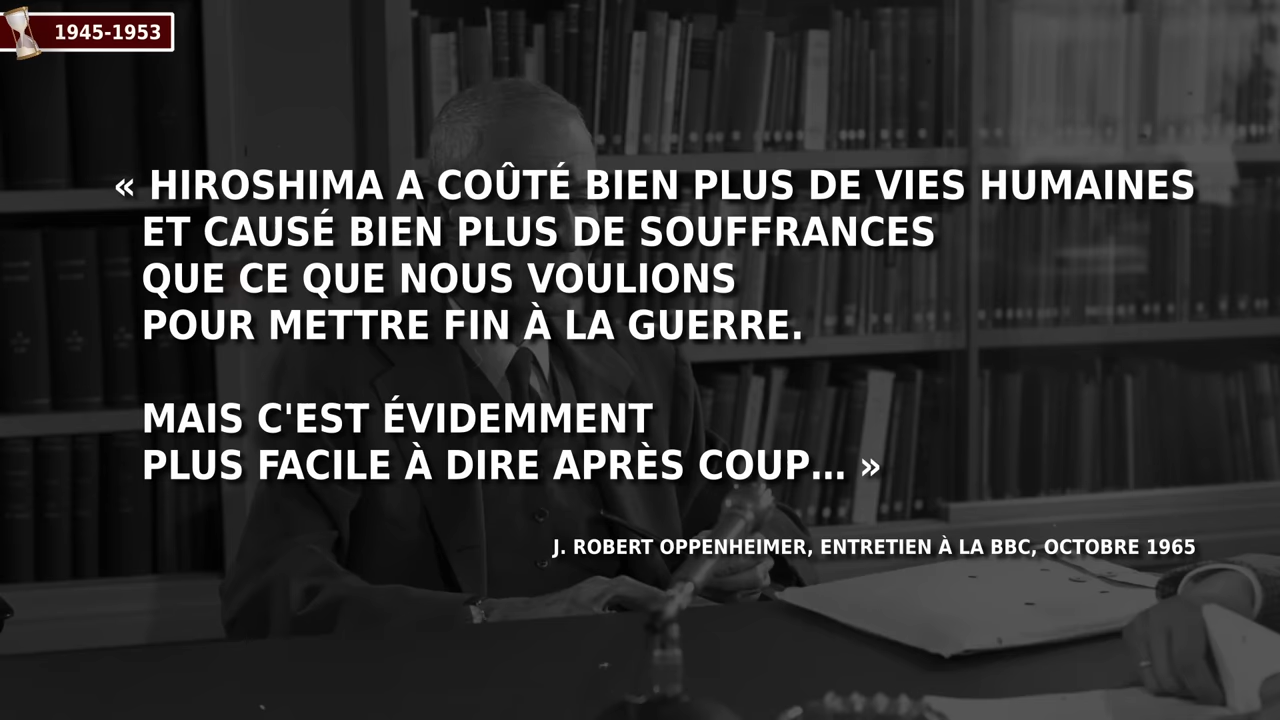 1945-1953
« HIROSHIMA A COÛTÉ BIEN PLUS DE VIES HUMAINES
ET CAUSÉ BIEN PLUS DE SOUFFRANCES
QUE CE QUE NOUS VOULIONS
POUR METTRE FIN À LA GUERRE.
MAIS C'EST ÉVIDEMMENT
PLUS FACILE À DIRE APRÈS COUP... »
J. ROBERT OPPENHEIMER, ENTRETIEN À LA BBC, OCTOBRE 1965